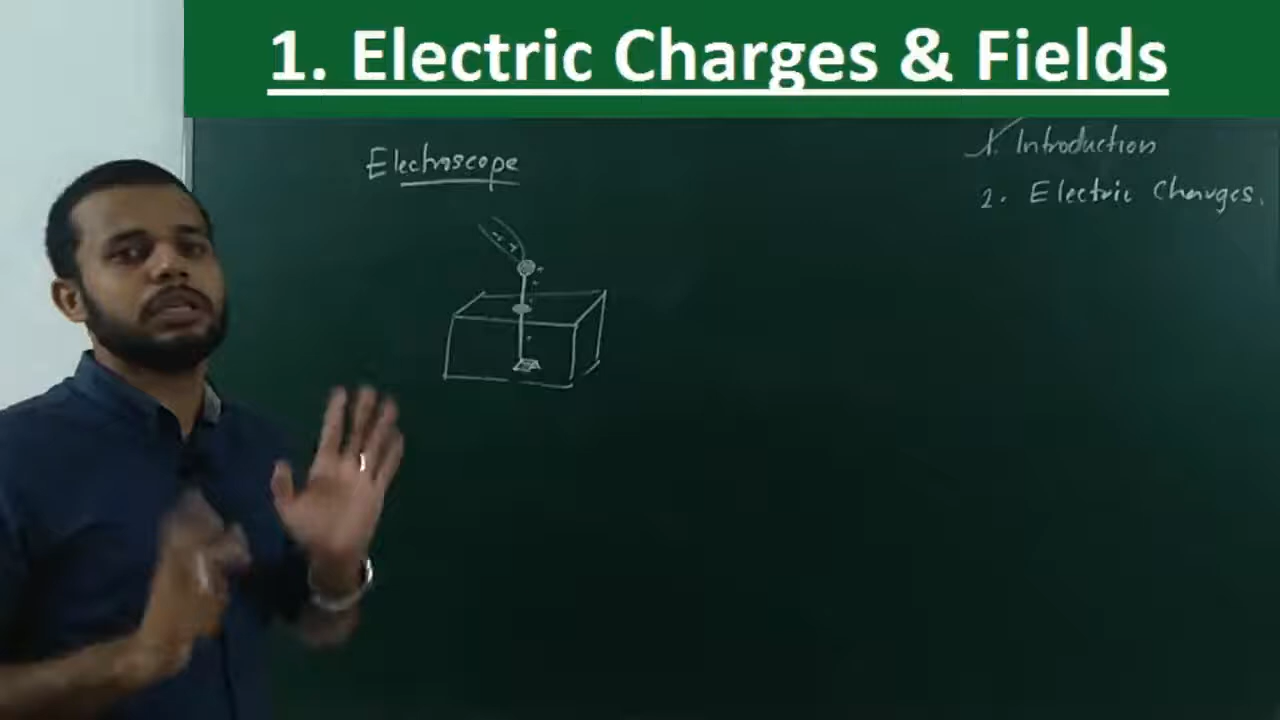 1. Electric Charges & Fields
Electroscope
1. Introduction
2. Electric Charges.